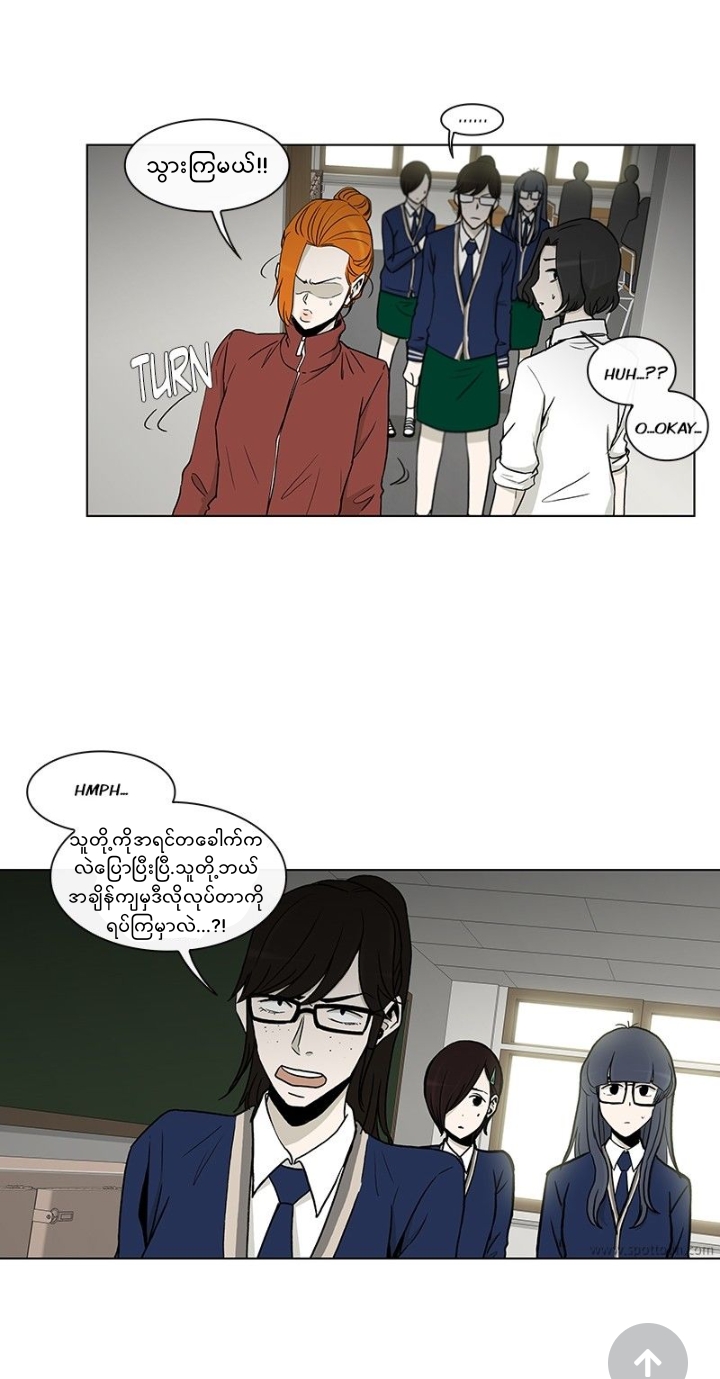 ......
သွားကြမယ်!!
TURN
HUH...??
O...OKAY...
HMPH...
သူတို့ကိုအရင်တခေါက်က
လဲပြောပြီးပြီ.သူတို့ဘယ်
အချိန်ကျမှဒီလိုလုပ်တာကို
ရပ်ကြမှာလဲ...?!